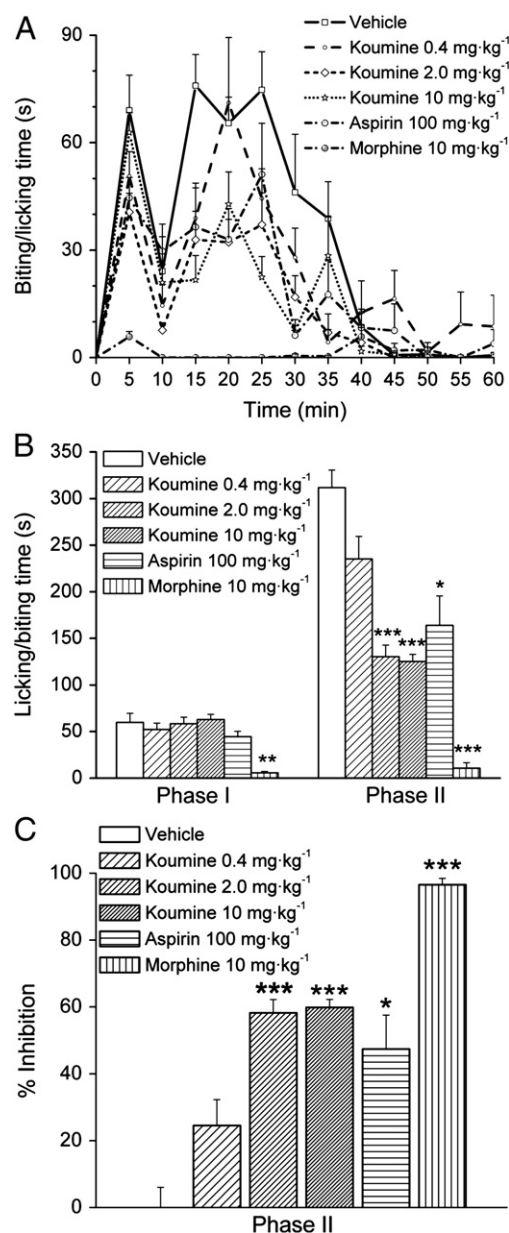 A
90
60
30
0
Biting/licking time (s)
Vehicle
Koumine 0.4 mg·kg⁻¹
Koumine 2.0 mg·kg⁻¹
Koumine 10 mg·kg⁻¹
Aspirin 100 mg·kg⁻¹
Morphine 10 mg·kg⁻¹
0 5 10 15 20 25 30 35 40 45 50 55 60
Time (min)
B
350
300
250
200
150
100
50
0
Licking/biting time (s)
Vehicle
Koumine 0.4 mg·kg⁻¹
Koumine 2.0 mg·kg⁻¹
Koumine 10 mg·kg⁻¹
Aspirin 100 mg·kg⁻¹
Morphine 10 mg·kg⁻¹
**
*** *** * ***
Phase I Phase II
C
100
80
60
40
20
0
% Inhibition
Vehicle
Koumine 0.4 mg·kg⁻¹
Koumine 2.0 mg·kg⁻¹
Koumine 10 mg·kg⁻¹
Aspirin 100 mg·kg⁻¹
Morphine 10 mg·kg⁻¹
*** *** * ***
Phase II